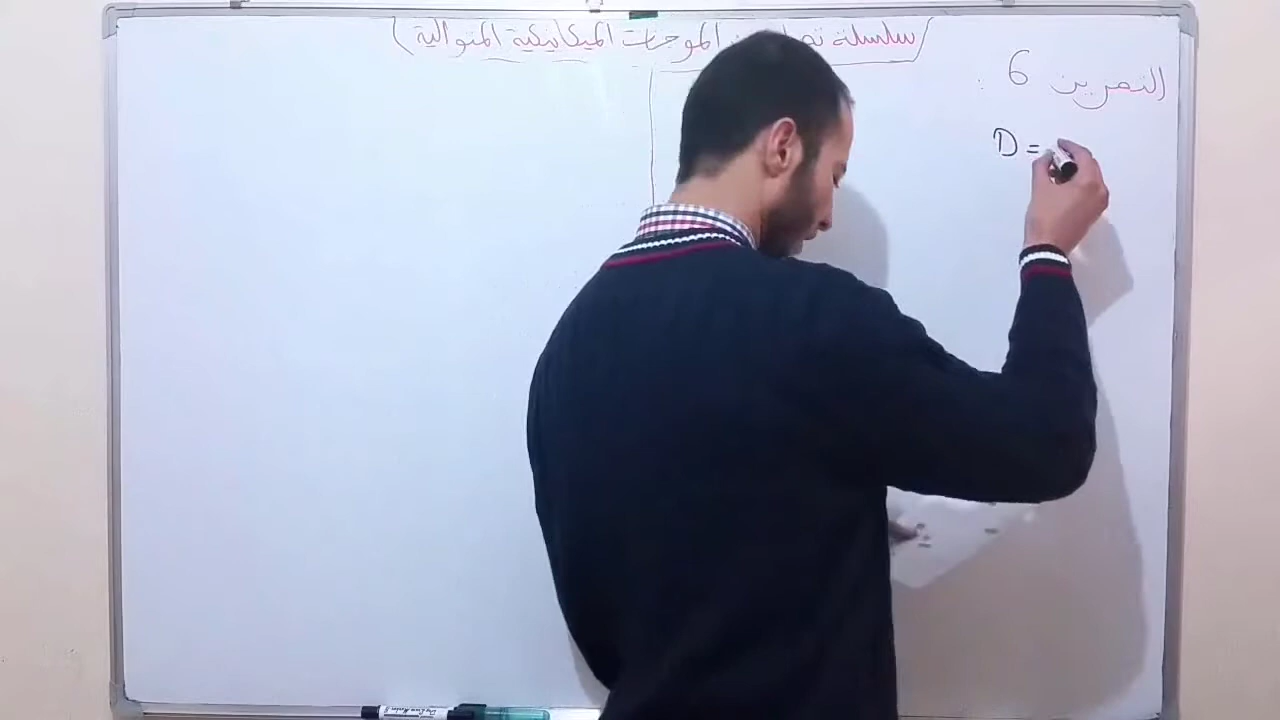 سلسلة الموجات الميكانيكية المتوالية )
التمرين 6 :
D =